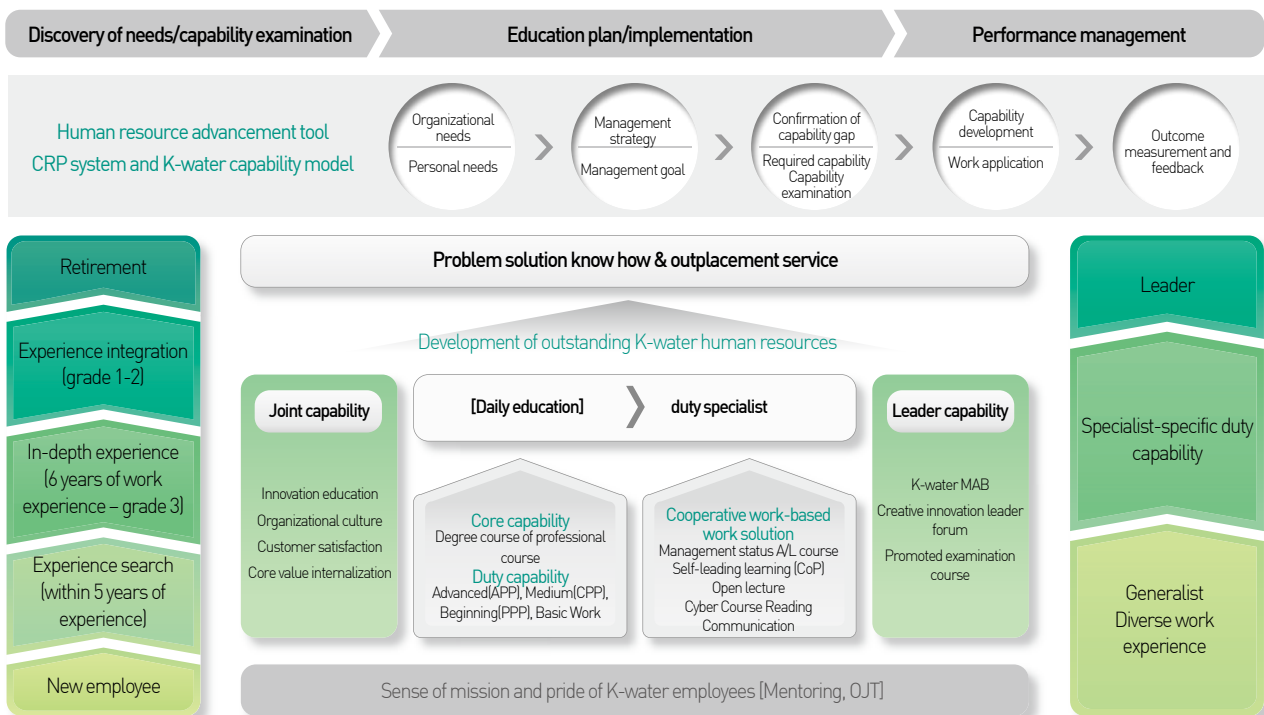 Discovery of needs/capability examination
Education plan/implementation
Performance management
Human resource advancement tool
CRP system and K-water capability model
Organizational
needs
Personal needs
Management
strategy
Management goal
Confirmation of
capability gap
Required capability
Capability
examination
Capability
development
Work application
Outcome
measurement and
feedback
Retirement
Experience integration
(grade 1-2)
In-depth experience
(6 years of work
experience – grade 3)
Experience search
(within 5 years of
experience)
New employee
Problem solution know how & outplacement service
Development of outstanding K-water human resources
Joint capability
Innovation education
Organizational culture
Customer satisfaction
Core value internalization
[Daily education]
duty specialist
Core capability
Degree course of professional
course
Duty capability
Advanced(APP), Medium(CPP),
Beginning(PPP), Basic Work
Cooperative work-based
work solution
Management status A/L course
Self-leading learning (CoP)
Open lecture
Cyber Course Reading
Communication
Leader capability
K-water MAB
Creative innovation leader
forum
Promoted examination
course
Sense of mission and pride of K-water employees [Mentoring, OJT]
Leader
Specialist-specific duty
capability
Generalist
Diverse work
experience